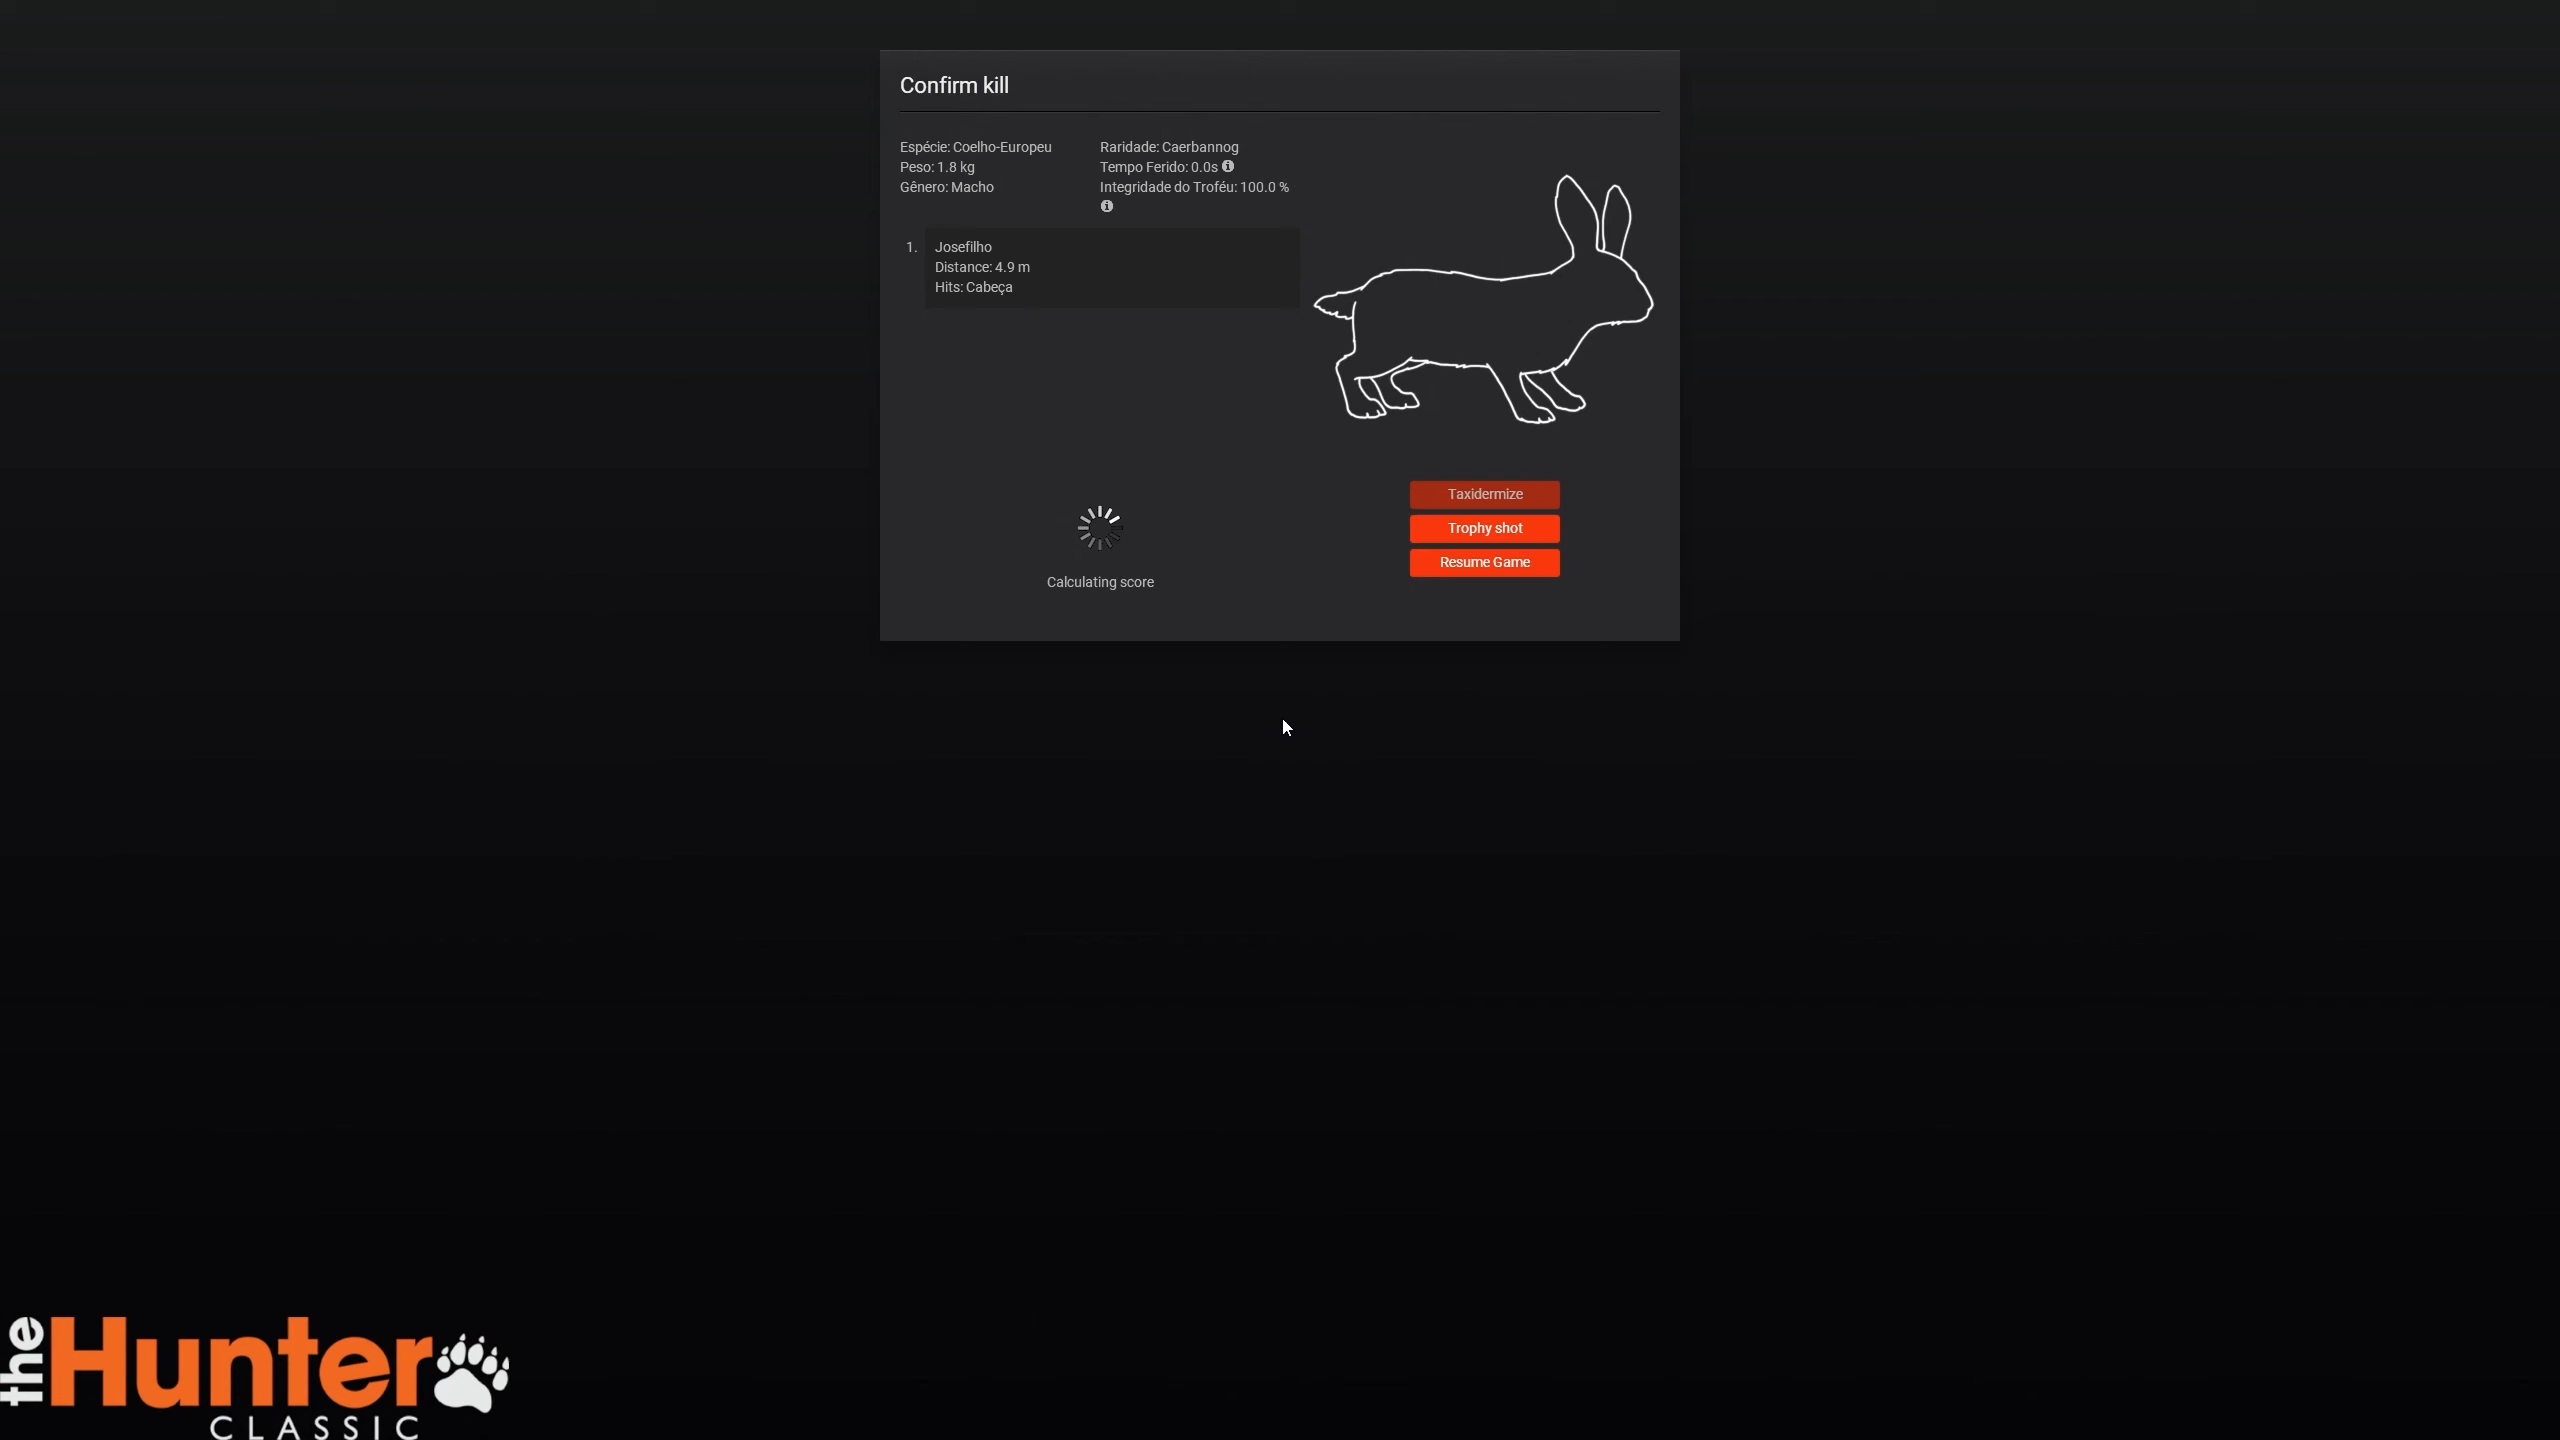 Confirm kill
Espécie: Coelho-Europeu
Peso: 1.8 kg
Gênero: Macho
Raridade: Caerbannog
Tempo Ferido: 0.0s
Integridade do Troféu: 100.0 %
1.
Josefilho
Distance: 4.9 m
Hits: Cabeça
Calculating score
Taxidermize
Trophy shot
Resume Game
theHunter
CLASSIC